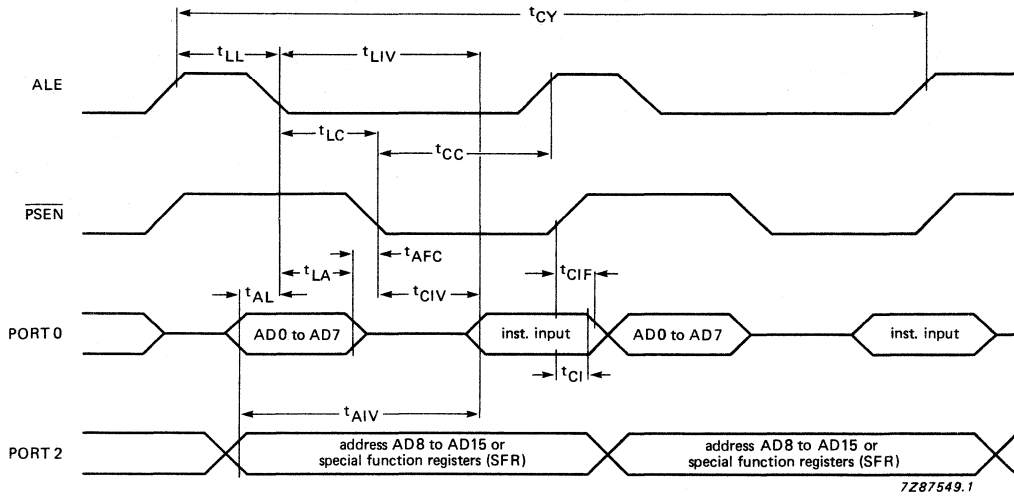 tCY
tLL
tLIV
ALE
tLC
tCC
PSEN
tAFC
tLA
tCIF
tAL
tCIV
PORT 0
AD0 to AD7
inst. input
AD0 to AD7
inst. input
tCI
tAIV
PORT 2
address AD8 to AD15 or
special function registers (SFR)
address AD8 to AD15 or
special function registers (SFR)
7Z87549.1